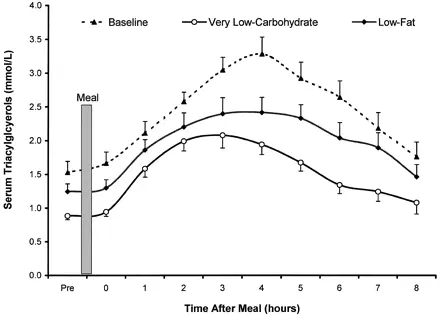 4.0
Baseline
Very Low-Carbohydrate
Low-Fat
3.5
3.0
Meal
2.5
2.0
1.5
1.0
0.5
0.0
Serum Triacylglcyerols (mmol/L)
Pre 0 1 2 3 4 5 6 7 8
Time After Meal (hours)